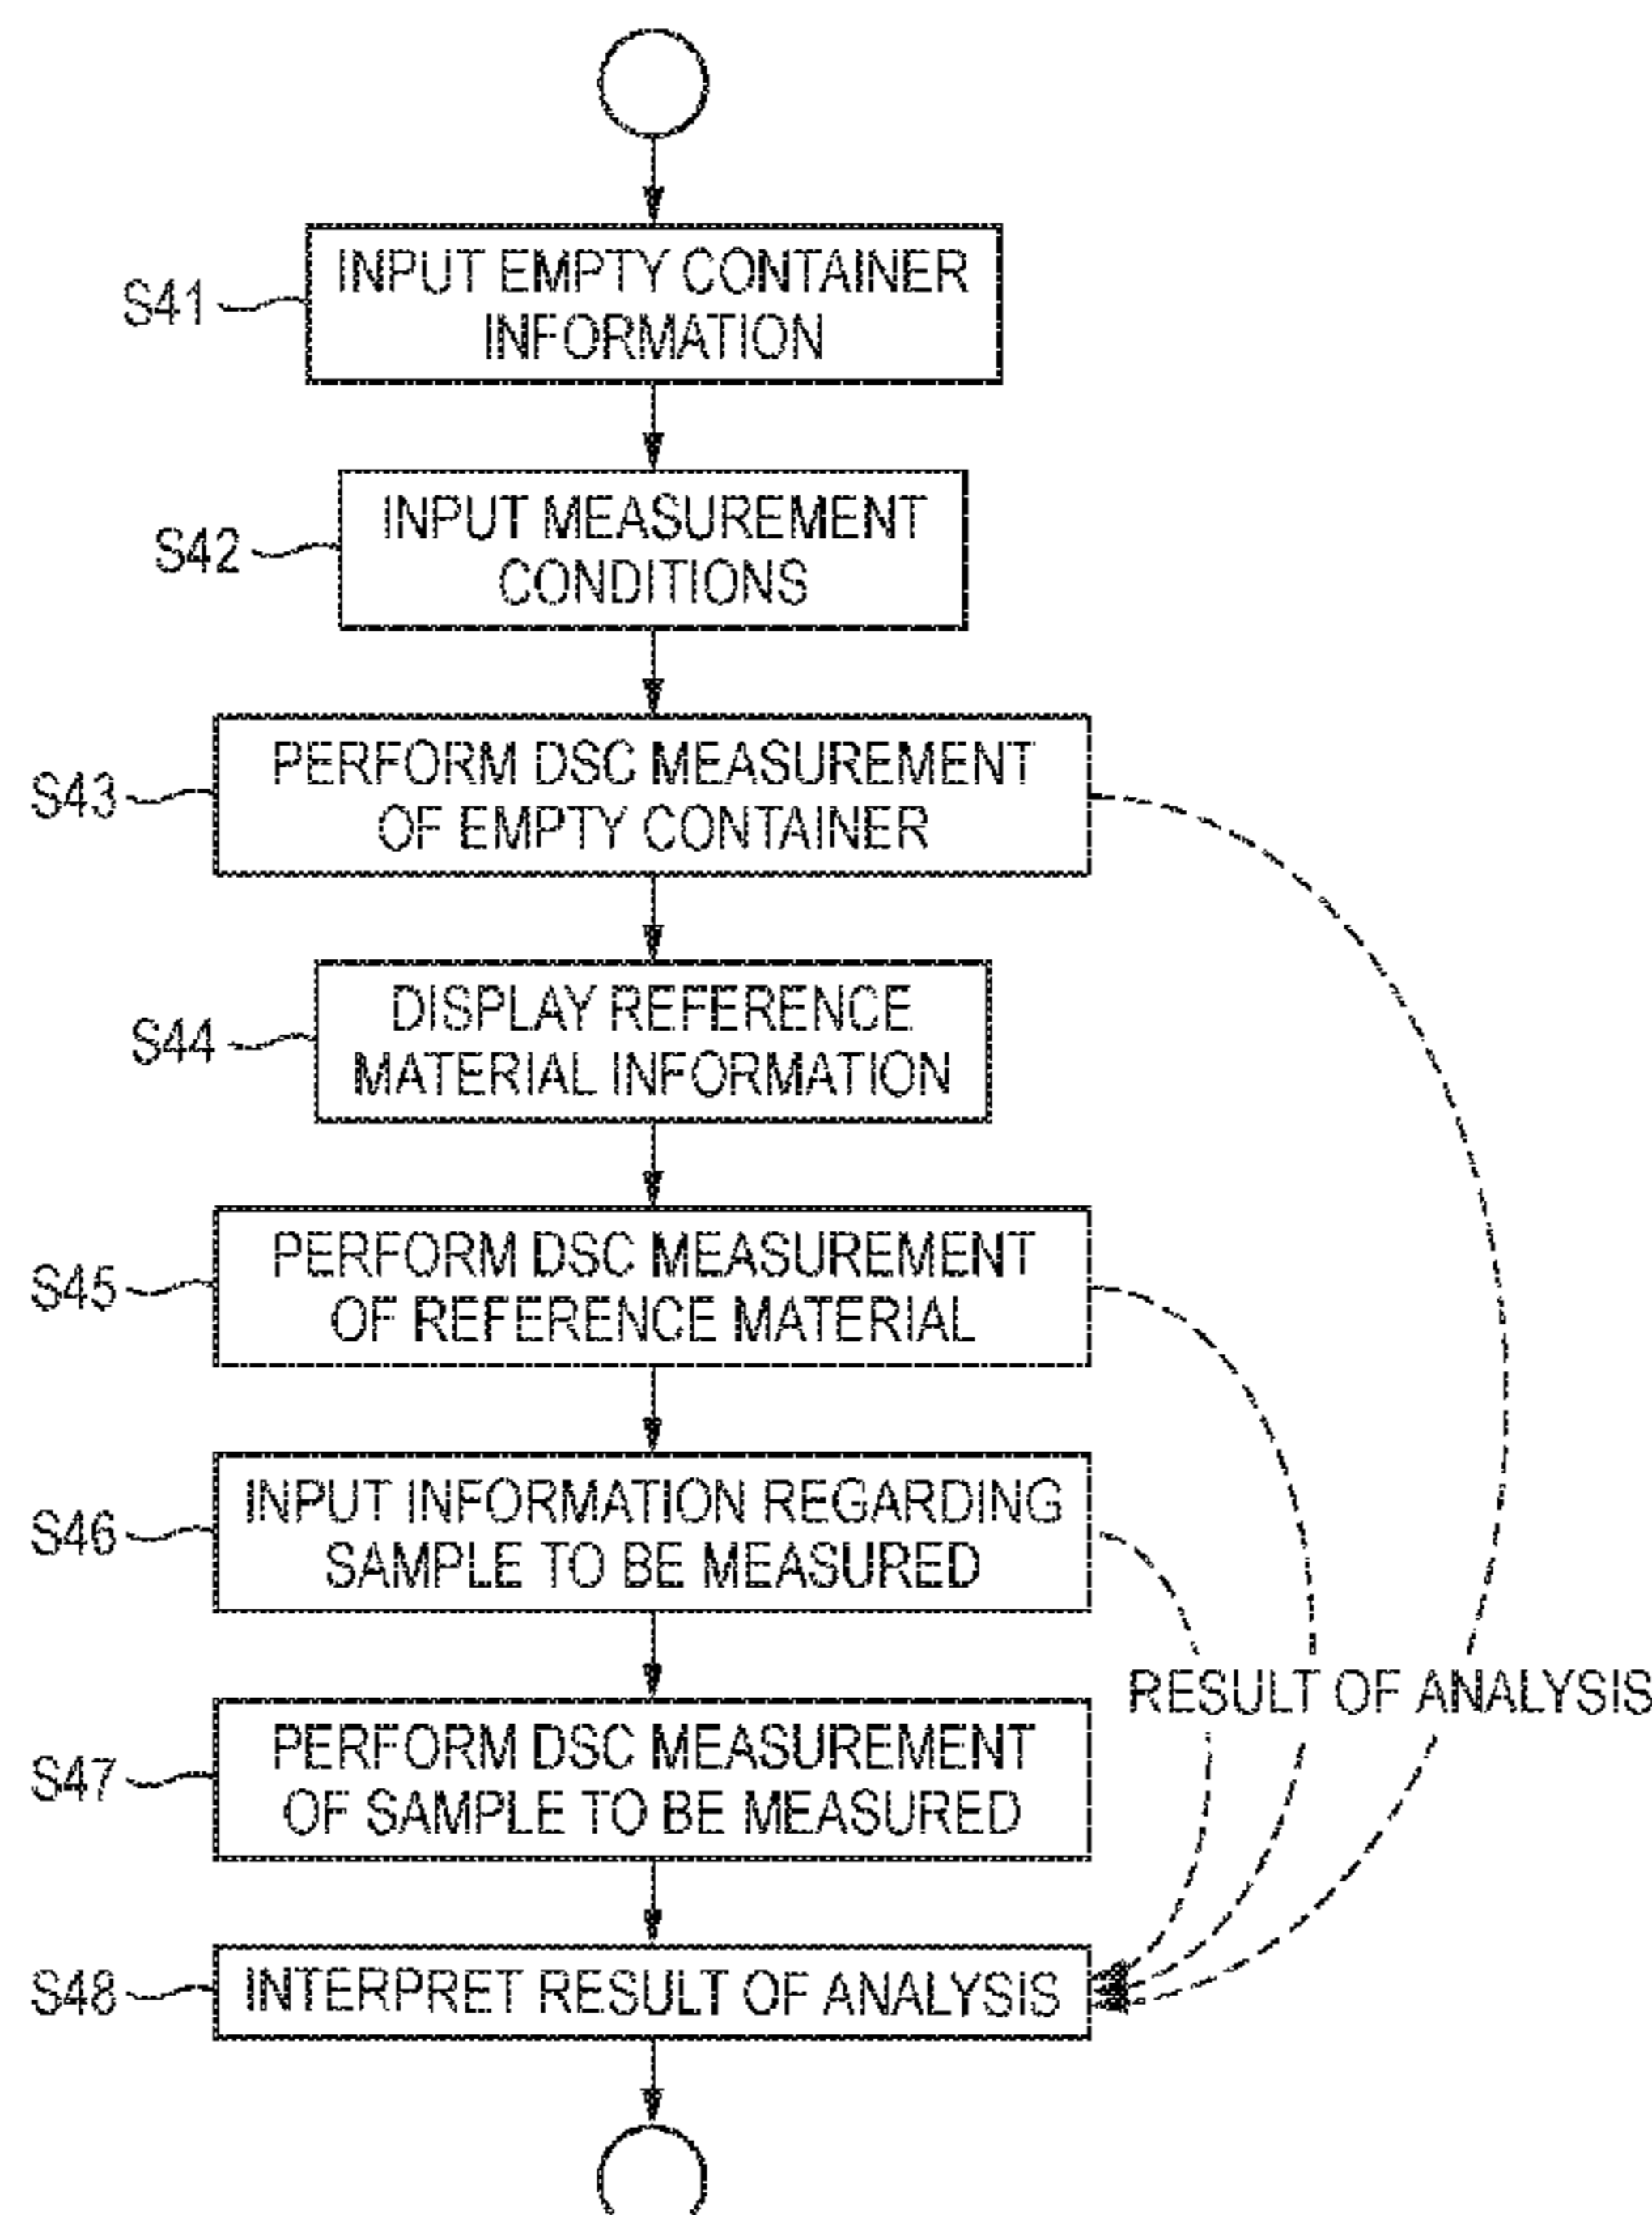 S41
INPUT EMPTY CONTAINER
INFORMATION
S42
INPUT MEASUREMENT
CONDITIONS
S43
PERFORM DSC MEASUREMENT
OF EMPTY CONTAINER
S44
DISPLAY REFERENCE
MATERIAL INFORMATION
S45
PERFORM DSC MEASUREMENT
OF REFERENCE MATERIAL
S46
INPUT INFORMATION REGARDING
SAMPLE TO BE MEASURED
RESULT OF ANALYSIS
S47
PERFORM DSC MEASUREMENT
OF SAMPLE TO BE MEASURED
S48
INTERPRET RESULT OF ANALYSIS